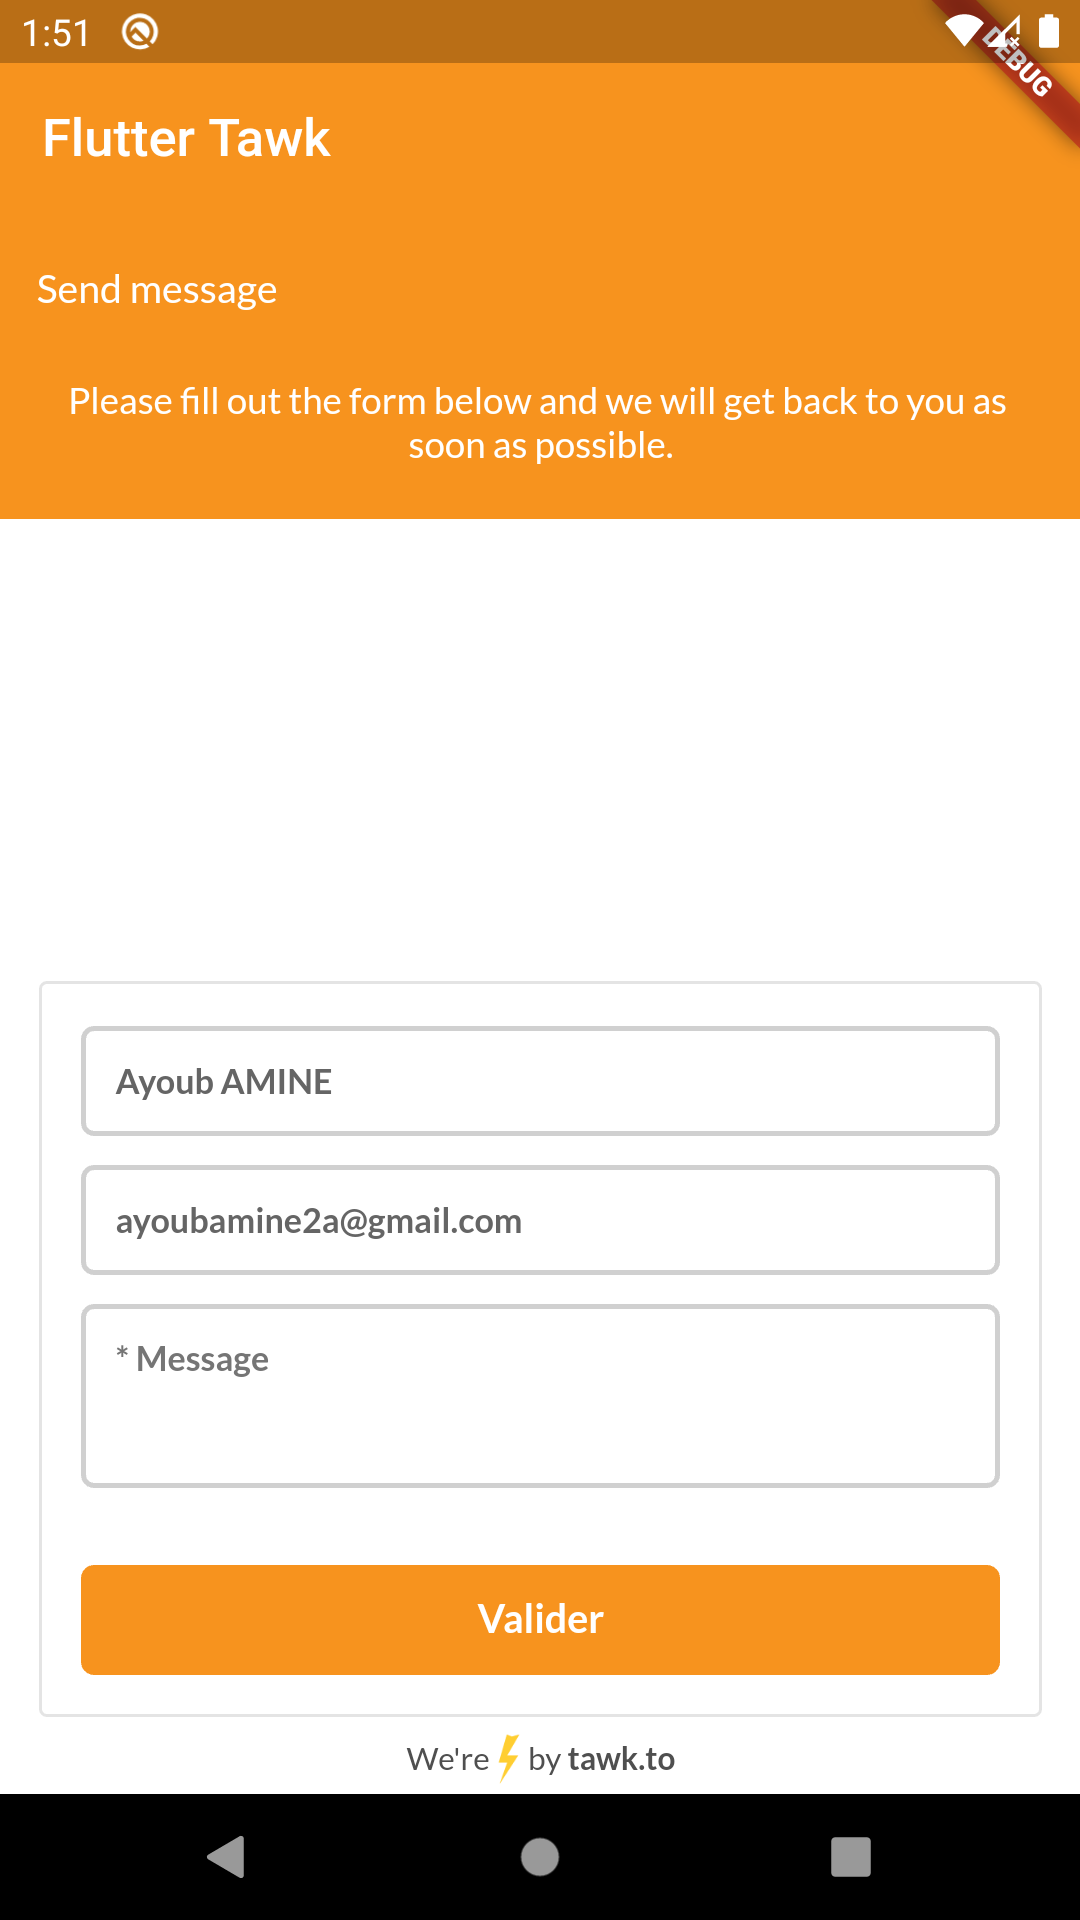 1:51
DEBUG
Flutter Tawk
Send message
Please fill out the form below and we will get back to you as
soon as possible.
Ayoub AMINE
ayoubamine2a@gmail.com
* Message
Valider
We're by tawk.to